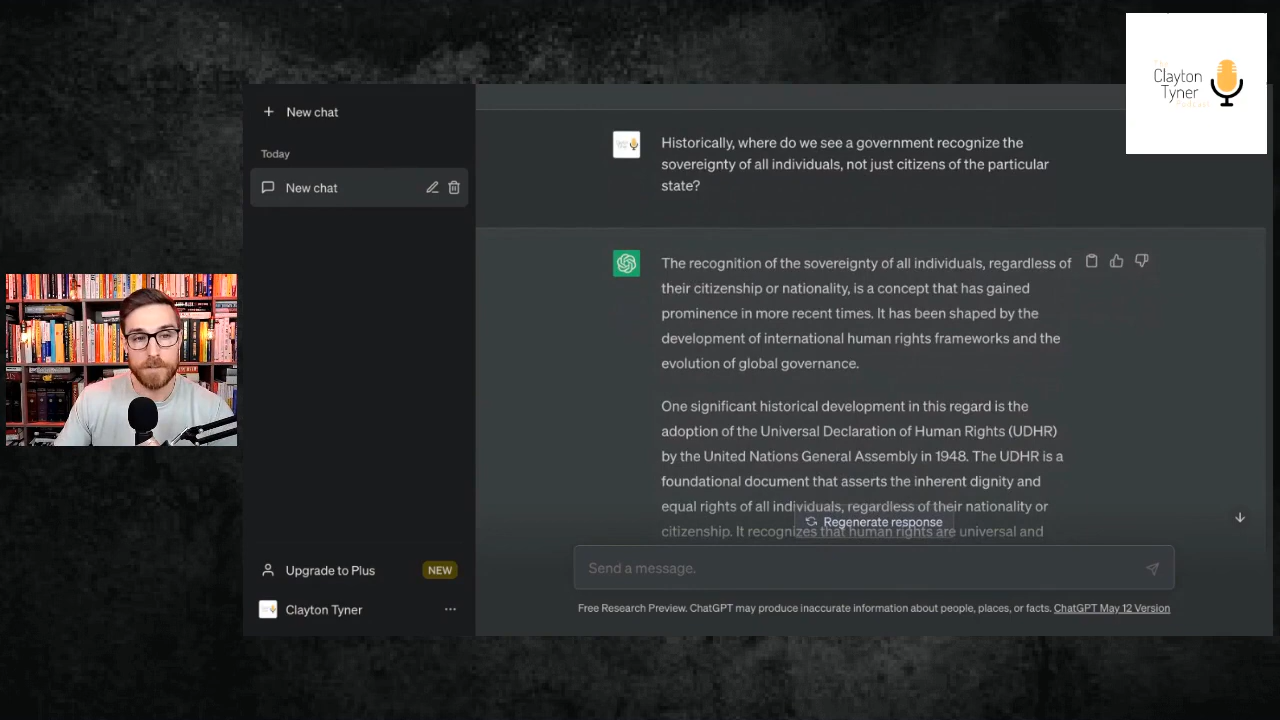 The
Clayton
Tyner
Podcast
New chat
Today
New chat
Historically, where do we see a government recognize the
sovereignty of all individuals, not just citizens of the particular
state?
The recognition of the sovereignty of all individuals, regardless of
their citizenship or nationality, is a concept that has gained
prominence in more recent times. It has been shaped by the
development of international human rights frameworks and the
evolution of global governance.
One significant historical development in this regard is the
adoption of the Universal Declaration of Human Rights (UDHR)
by the United Nations General Assembly in 1948. The UDHR is a
foundational document that asserts the inherent dignity and
equal rights of all individuals, regardless of their nationality or
Regenerate response
citizenship. It recognizes that human rights are universal and
Send a message.
Upgrade to Plus
NEW
Clayton Tyner
Free Research Preview. ChatGPT may produce inaccurate information about people, places, or facts. ChatGPT May 12 Version